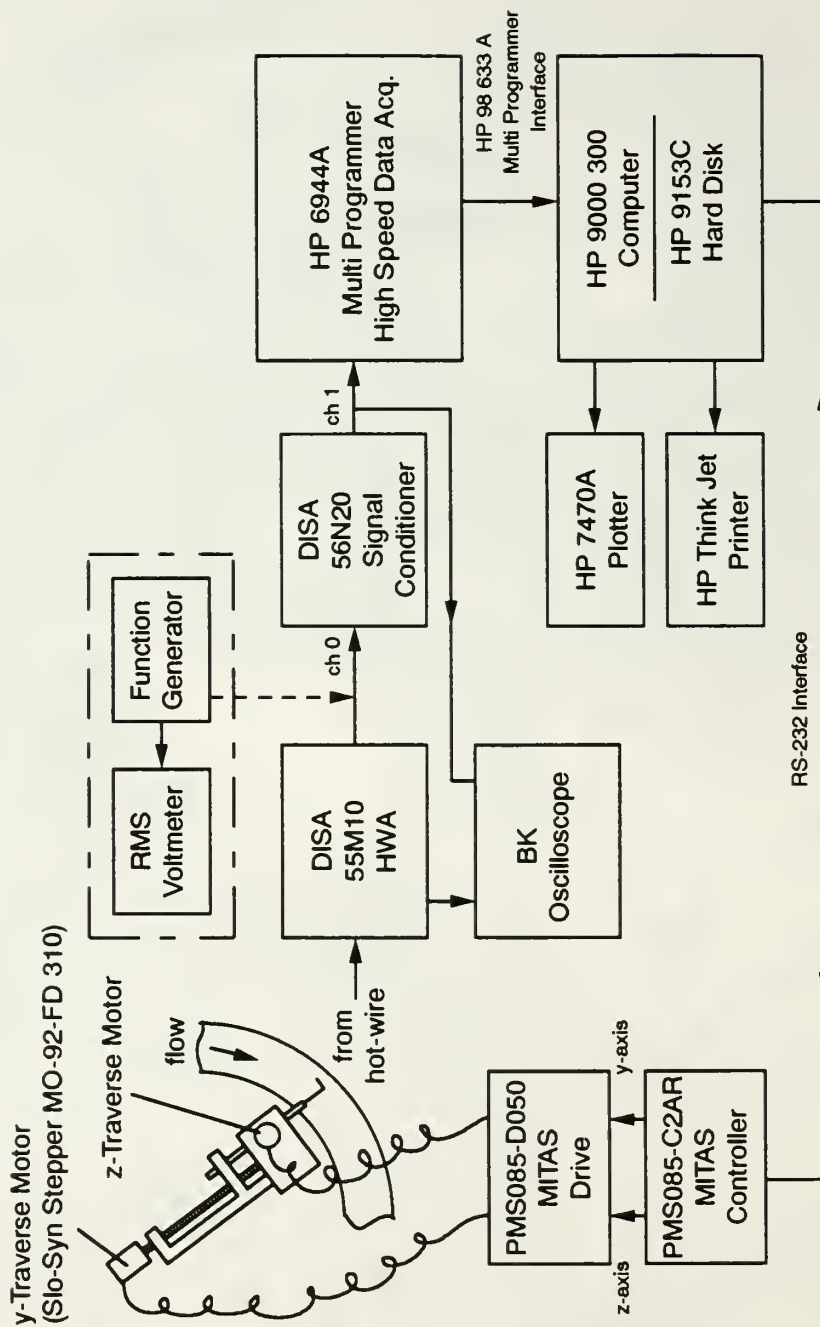 y-Traverse Motor
(Slo-Syn Stepper MO-92-FD 310)
z-Traverse Motor
flow
from
hot-wire
RMS
Voltmeter
Function
Generator
DISA
55M10
HWA
ch 0
DISA
56N20
Signal
Conditioner
ch 1
HP 6944A
Multi Programmer
High Speed Data Acq.
HP 98 633 A
Multi Programmer
Interface
BK
Oscilloscope
HP 7470A
Plotter
HP Think Jet
Printer
HP 9000 300
Computer
HP 9153C
Hard Disk
PMS085-D050
MITAS
Drive
z-axis
y-axis
PMS085-C2AR
MITAS
Controller
RS-232 Interface